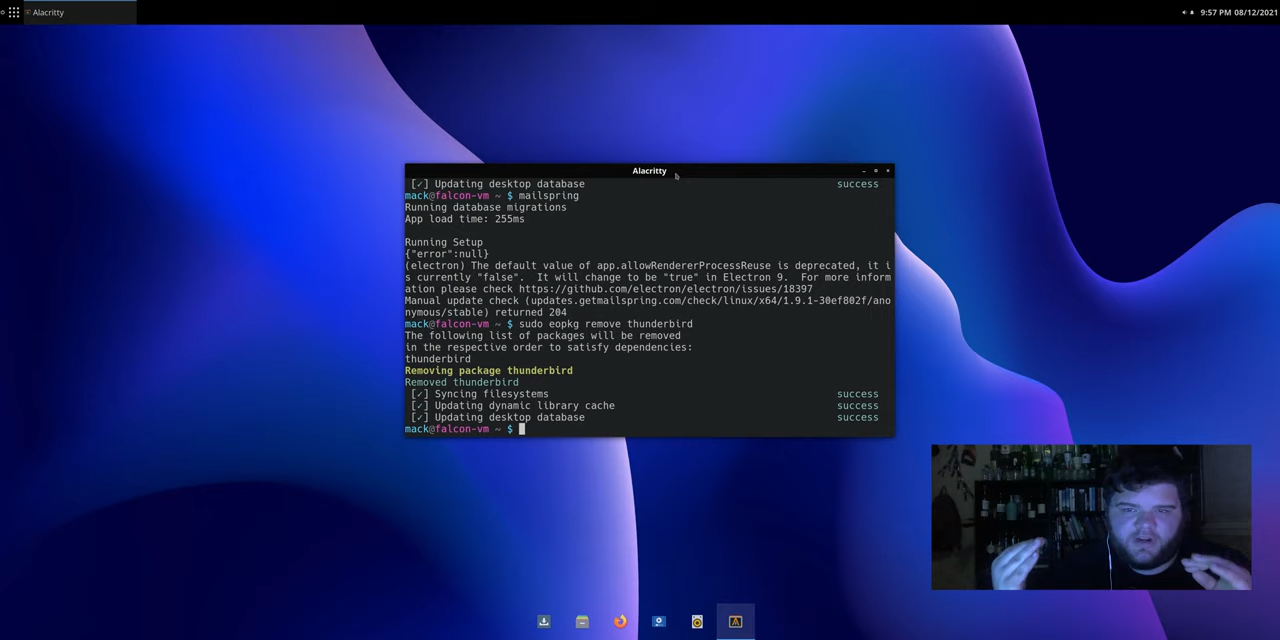 Alacritty
9:57 PM 08/12/2021
Alacritty
[✓] Updating desktop database success
mack@falcon-vm ~ $ mailspring
Running database migrations
App load time: 255ms
Running Setup
{"error":null}
(electron) The default value of app.allowRendererProcessReuse is deprecated, it i
s currently "false".  It will change to be "true" in Electron 9.  For more inform
ation please check https://github.com/electron/electron/issues/18397
Manual update check (updates.getmailspring.com/check/linux/x64/1.9.1-30ef802f/ano
nymous/stable) returned 204
mack@falcon-vm ~ $ sudo eopkg remove thunderbird
The following list of packages will be removed
in the respective order to satisfy dependencies:
thunderbird
Removing package thunderbird
Removed thunderbird
[✓] Syncing filesystems success
[✓] Updating dynamic library cache success
[✓] Updating desktop database success
mack@falcon-vm ~ $